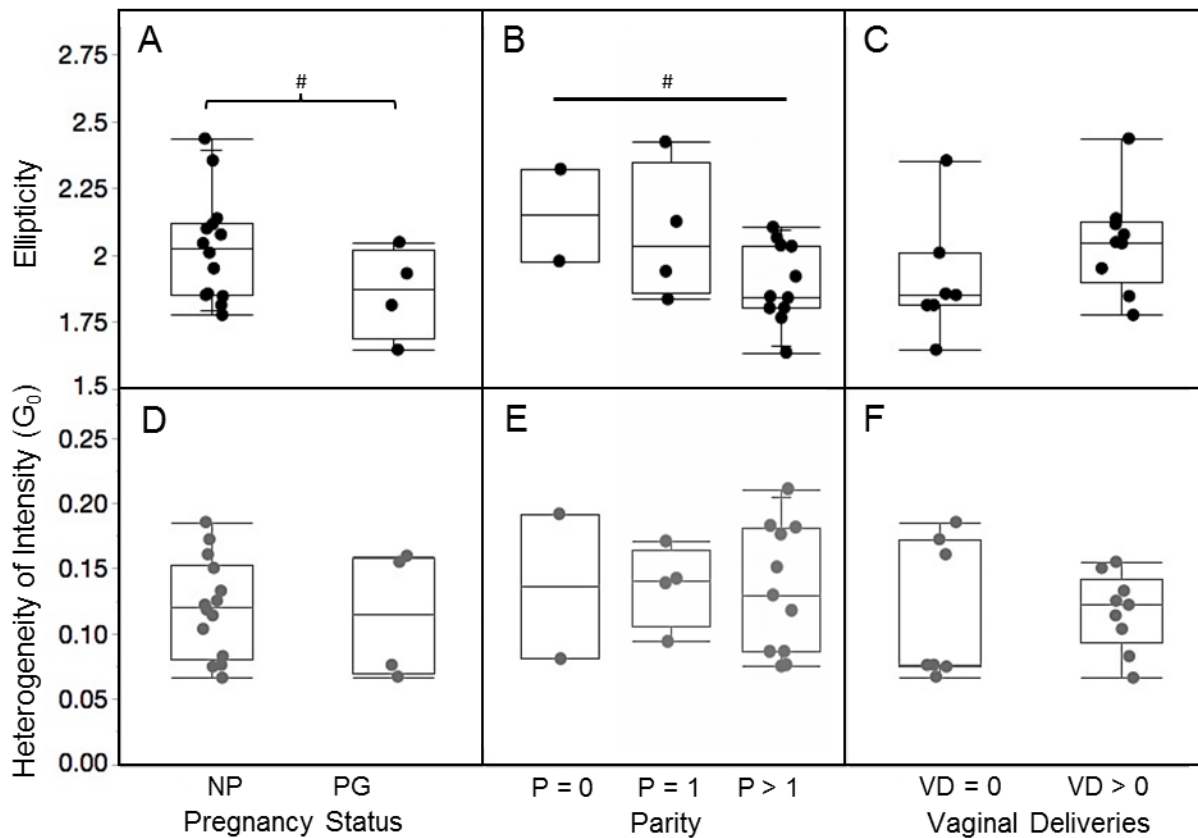 A
B
C
#
#
2.75
2.5
2.25
2
1.75
1.5
Ellipticity
D
E
F
0.25
0.20
0.15
0.10
0.05
0.00
Heterogeneity of Intensity (G₀)
NP PG
P = 0 P = 1 P > 1
VD = 0 VD > 0
Pregnancy Status
Parity
Vaginal Deliveries